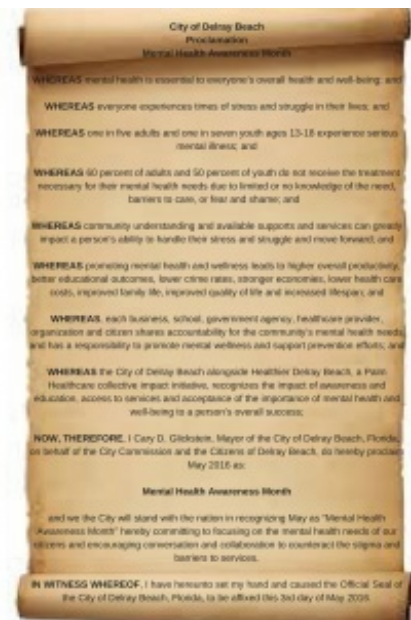 City of Delray Beach
Proclamation
Mental Health Awareness Month
WHEREAS mental health is essential to everyone's overall health and well-being; and
WHEREAS everyone experiences times of stress and struggle in their lives; and
WHEREAS one in five adults and one in seven youth ages 13-18 experience serious
mental illness; and
WHEREAS 60 percent of adults and 50 percent of youth do not receive the treatment
necessary for their mental health needs due to limited or no knowledge of the need,
barriers to care, or fear and shame; and
WHEREAS community understanding and available supports and services can greatly
impact a person's ability to handle their stress and struggle and move forward; and
WHEREAS promoting mental health and wellness leads to higher overall productivity,
better educational outcomes, lower crime rates, stronger economies, lower health care
costs, improved family life, improved quality of life and increased lifespan; and
WHEREAS, each business, school, government agency, healthcare provider,
organization and citizen shares accountability for the community's mental health needs
and has a responsibility to promote mental wellness and support prevention efforts; and
WHEREAS the City of Delray Beach alongside Healthier Delray Beach, a Palm
Healthcare collective impact initiative, recognizes the impact of awareness and
education, access to services and acceptance of the importance of mental health and
well-being to a person's overall success;
NOW, THEREFORE, I Cary D. Glickstein, Mayor of the City of Delray Beach, Florida,
on behalf of the City Commission and the Citizens of Delray Beach, do hereby proclaim
May 2016 as:
Mental Health Awareness Month
and we the City will stand with the nation in recognizing May as "Mental Health
Awareness Month" hereby committing to focusing on the mental health needs of our
citizens and encouraging conversation and collaboration to counteract the stigma and
barriers to services.
IN WITNESS WHEREOF, I have hereunto set my hand and caused the Official Seal of
the City of Delray Beach, Florida, to be affixed this 3rd day of May 2016.